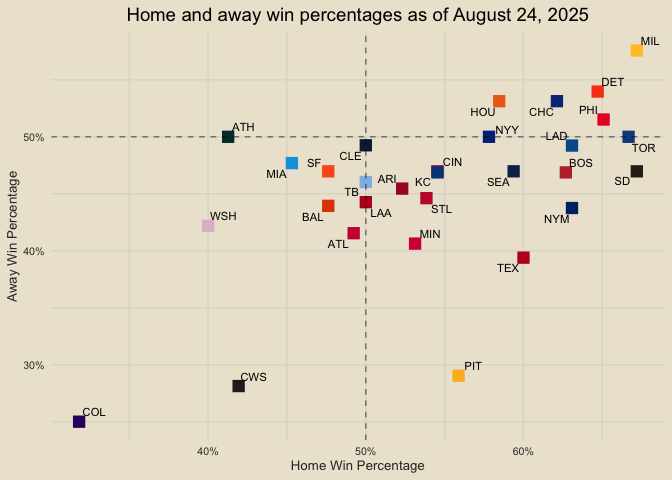 Home and away win percentages as of August 24, 2025
MIL
DET
HOU
CHC
PHI
ATH
NYY
LAD
TOR
50%
CLE
MIA
SF
CIN
BOS
ARI
KC
SEA
SD
TB
WSH
BAL
LAA
STL
NYM
ATL
MIN
40%
TEX
30%
PIT
CWS
COL
Away Win Percentage
40%
50%
60%
Home Win Percentage